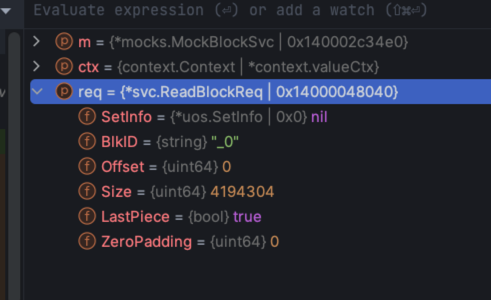 Evaluate expression (⏎) or add a watch (⇧⌘⏎)
m = {*mocks.MockBlockSvc | 0x140002c34e0}
ctx = {context.Context | *context.valueCtx}
req = {*svc.ReadBlockReq | 0x14000048040}
SetInfo = {*uos.SetInfo | 0x0} nil
BlkID = {string} "_0"
Offset = {uint64} 0
Size = {uint64} 4194304
LastPiece = {bool} true
ZeroPadding = {uint64} 0